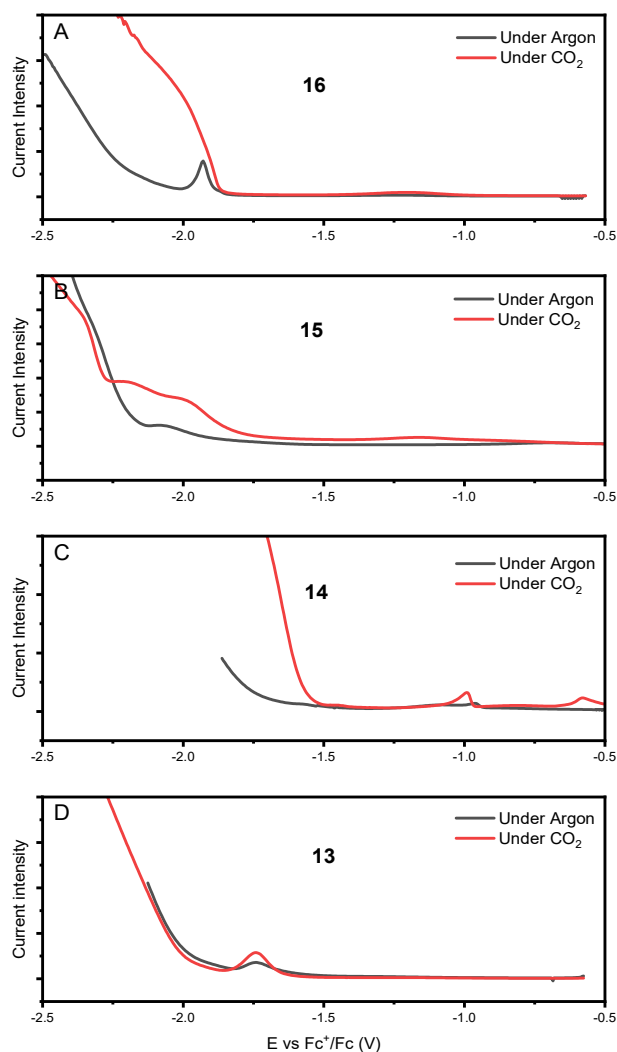 A
Under Argon
Under CO₂
16
Current Intensity
-2.5 -2.0 -1.5 -1.0 -0.5
B
Under Argon
Under CO₂
15
Current Intensity
-2.5 -2.0 -1.5 -1.0 -0.5
C
Under Argon
Under CO₂
14
Current Intensity
-2.5 -2.0 -1.5 -1.0 -0.5
D
Under Argon
Under CO₂
13
Current intensity
-2.5 -2.0 -1.5 -1.0 -0.5
E vs Fc⁺/Fc (V)